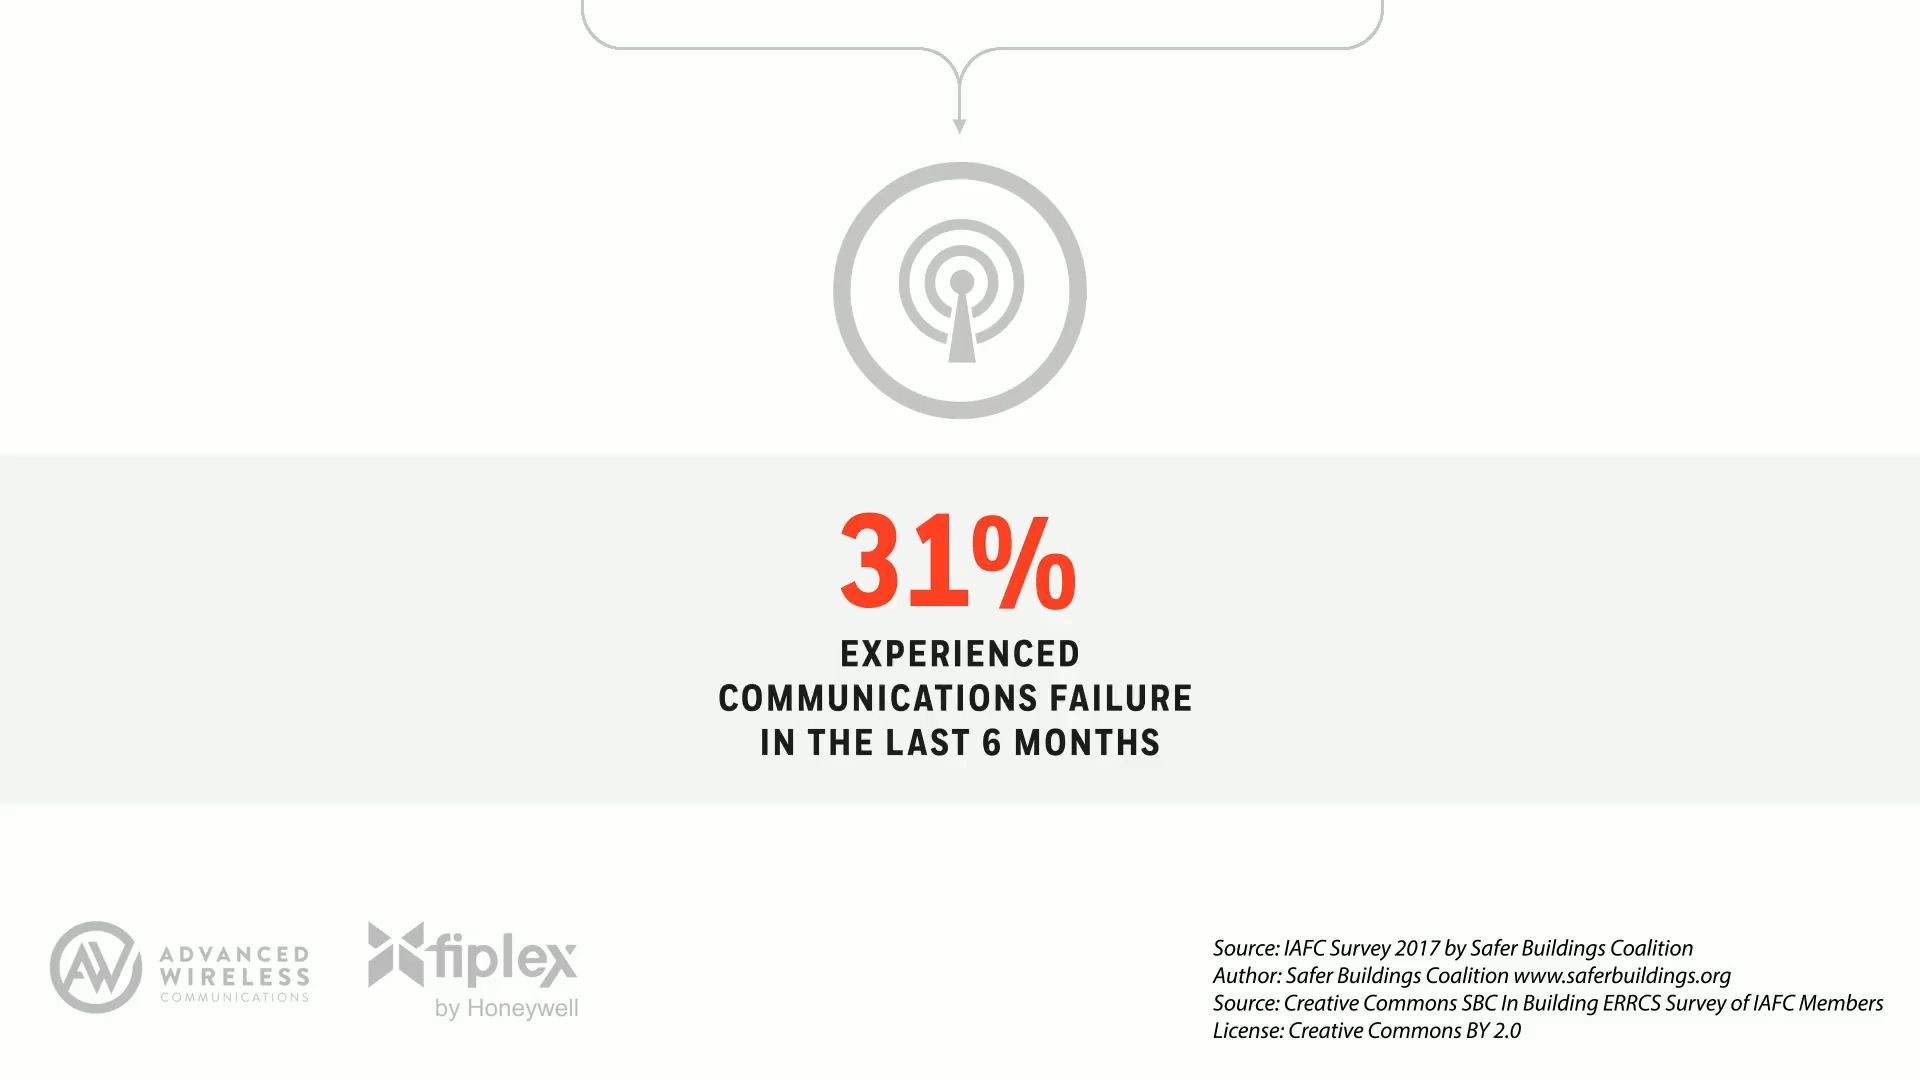 31%
EXPERIENCED
COMMUNICATIONS FAILURE
IN THE LAST 6 MONTHS
AW
ADVANCED
WIRELESS
COMMUNICATIONS
fiplex
by Honeywell
Source: IAFC Survey 2017 by Safer Buildings Coalition
Author: Safer Buildings Coalition www.saferbuildings.org
Source: Creative Commons SBC In Building ERRCS Survey of IAFC Members
License: Creative Commons BY 2.0